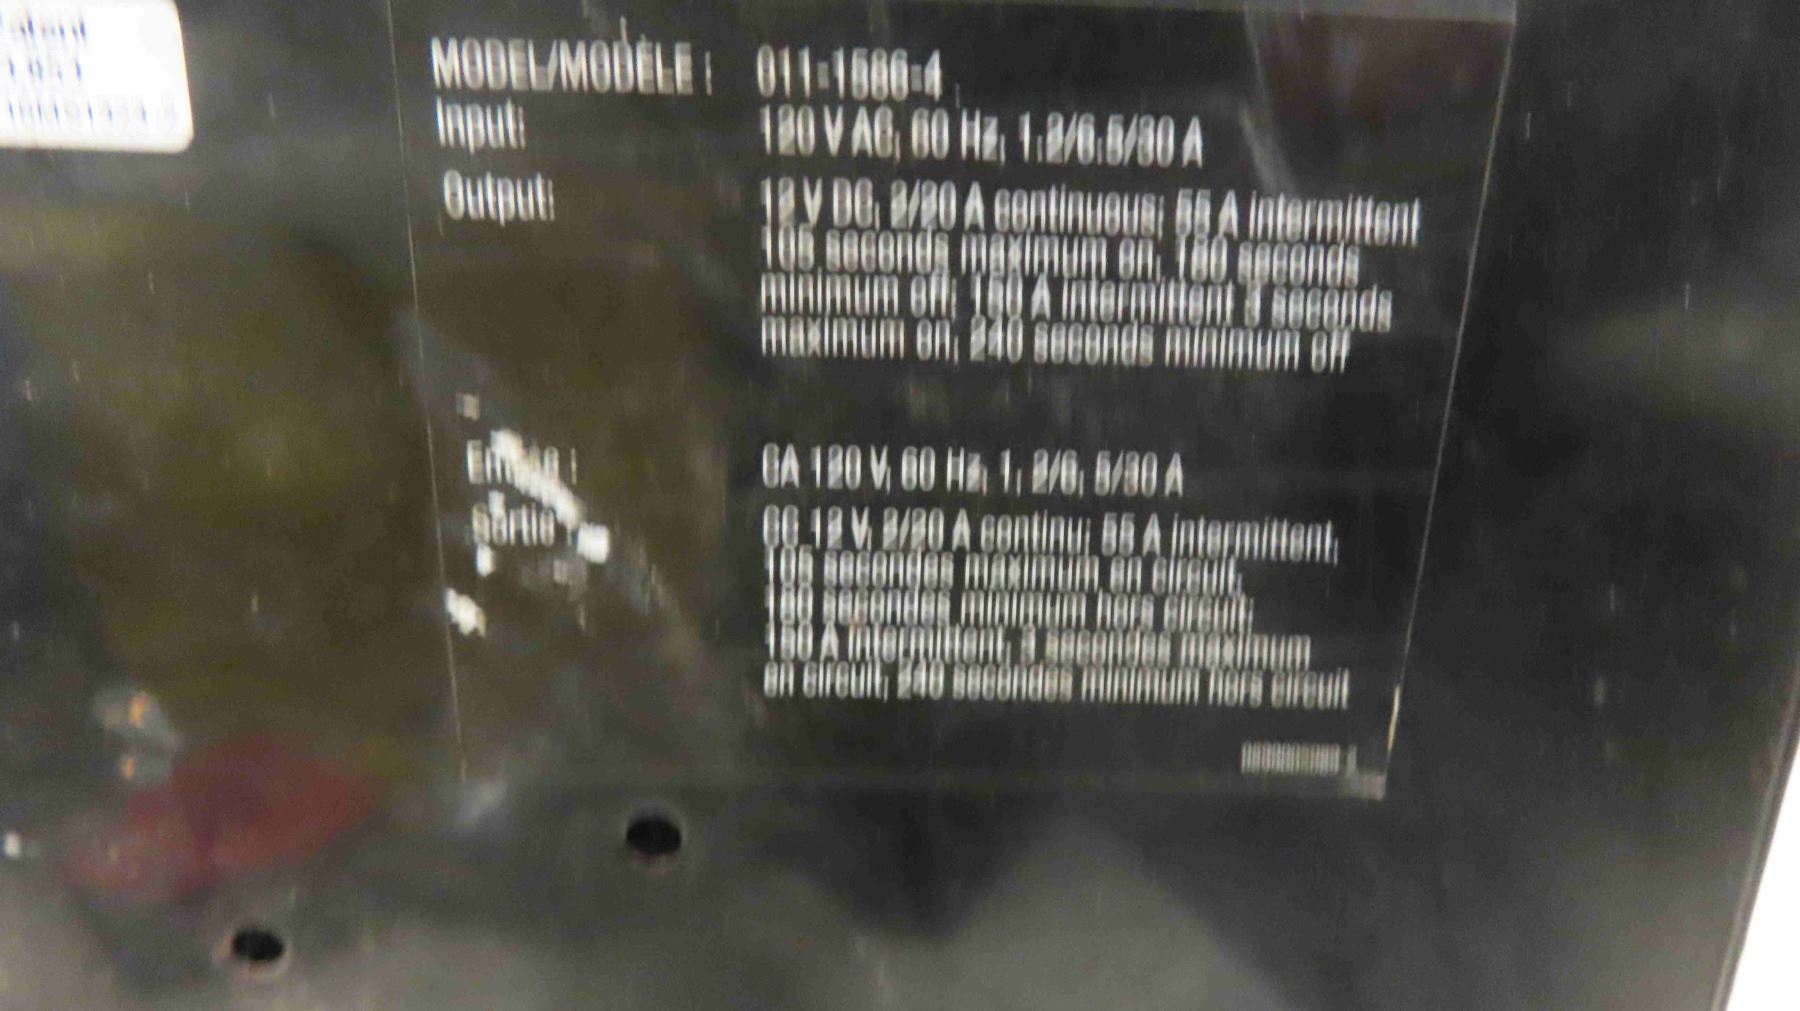 MODEL/MODÈLE : 011-1586-4
Input: 120 V AC, 60 Hz, 1.2/6.5/30 A
Output: 12 V DC, 2/20 A continuous; 55 A intermittent
105 seconds maximum on, 180 seconds
minimum off; 150 A intermittent 3 seconds
maximum on, 240 seconds minimum off
Entrée : CA 120 V, 60 Hz, 1, 2/6, 5/30 A
Sortie : CC 12 V, 2/20 A continu; 55 A intermittent,
105 secondes maximum en circuit,
180 secondes minimum hors circuit;
150 A intermittent, 3 secondes maximum
en circuit, 240 secondes minimum hors circuit